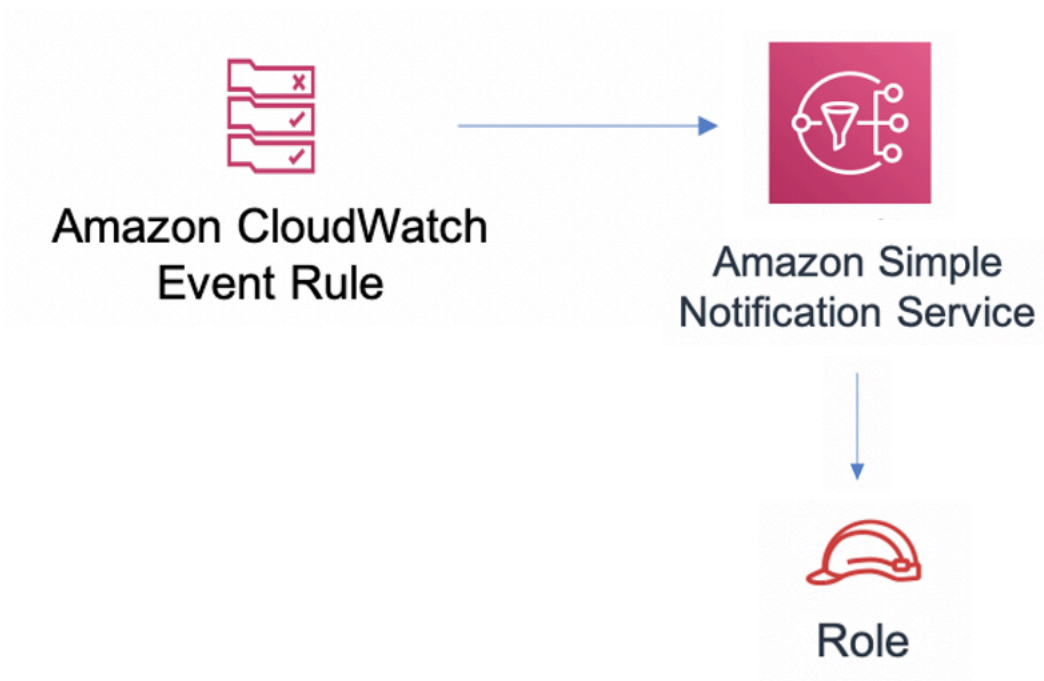 Amazon CloudWatch
Event Rule
Amazon Simple
Notification Service
Role